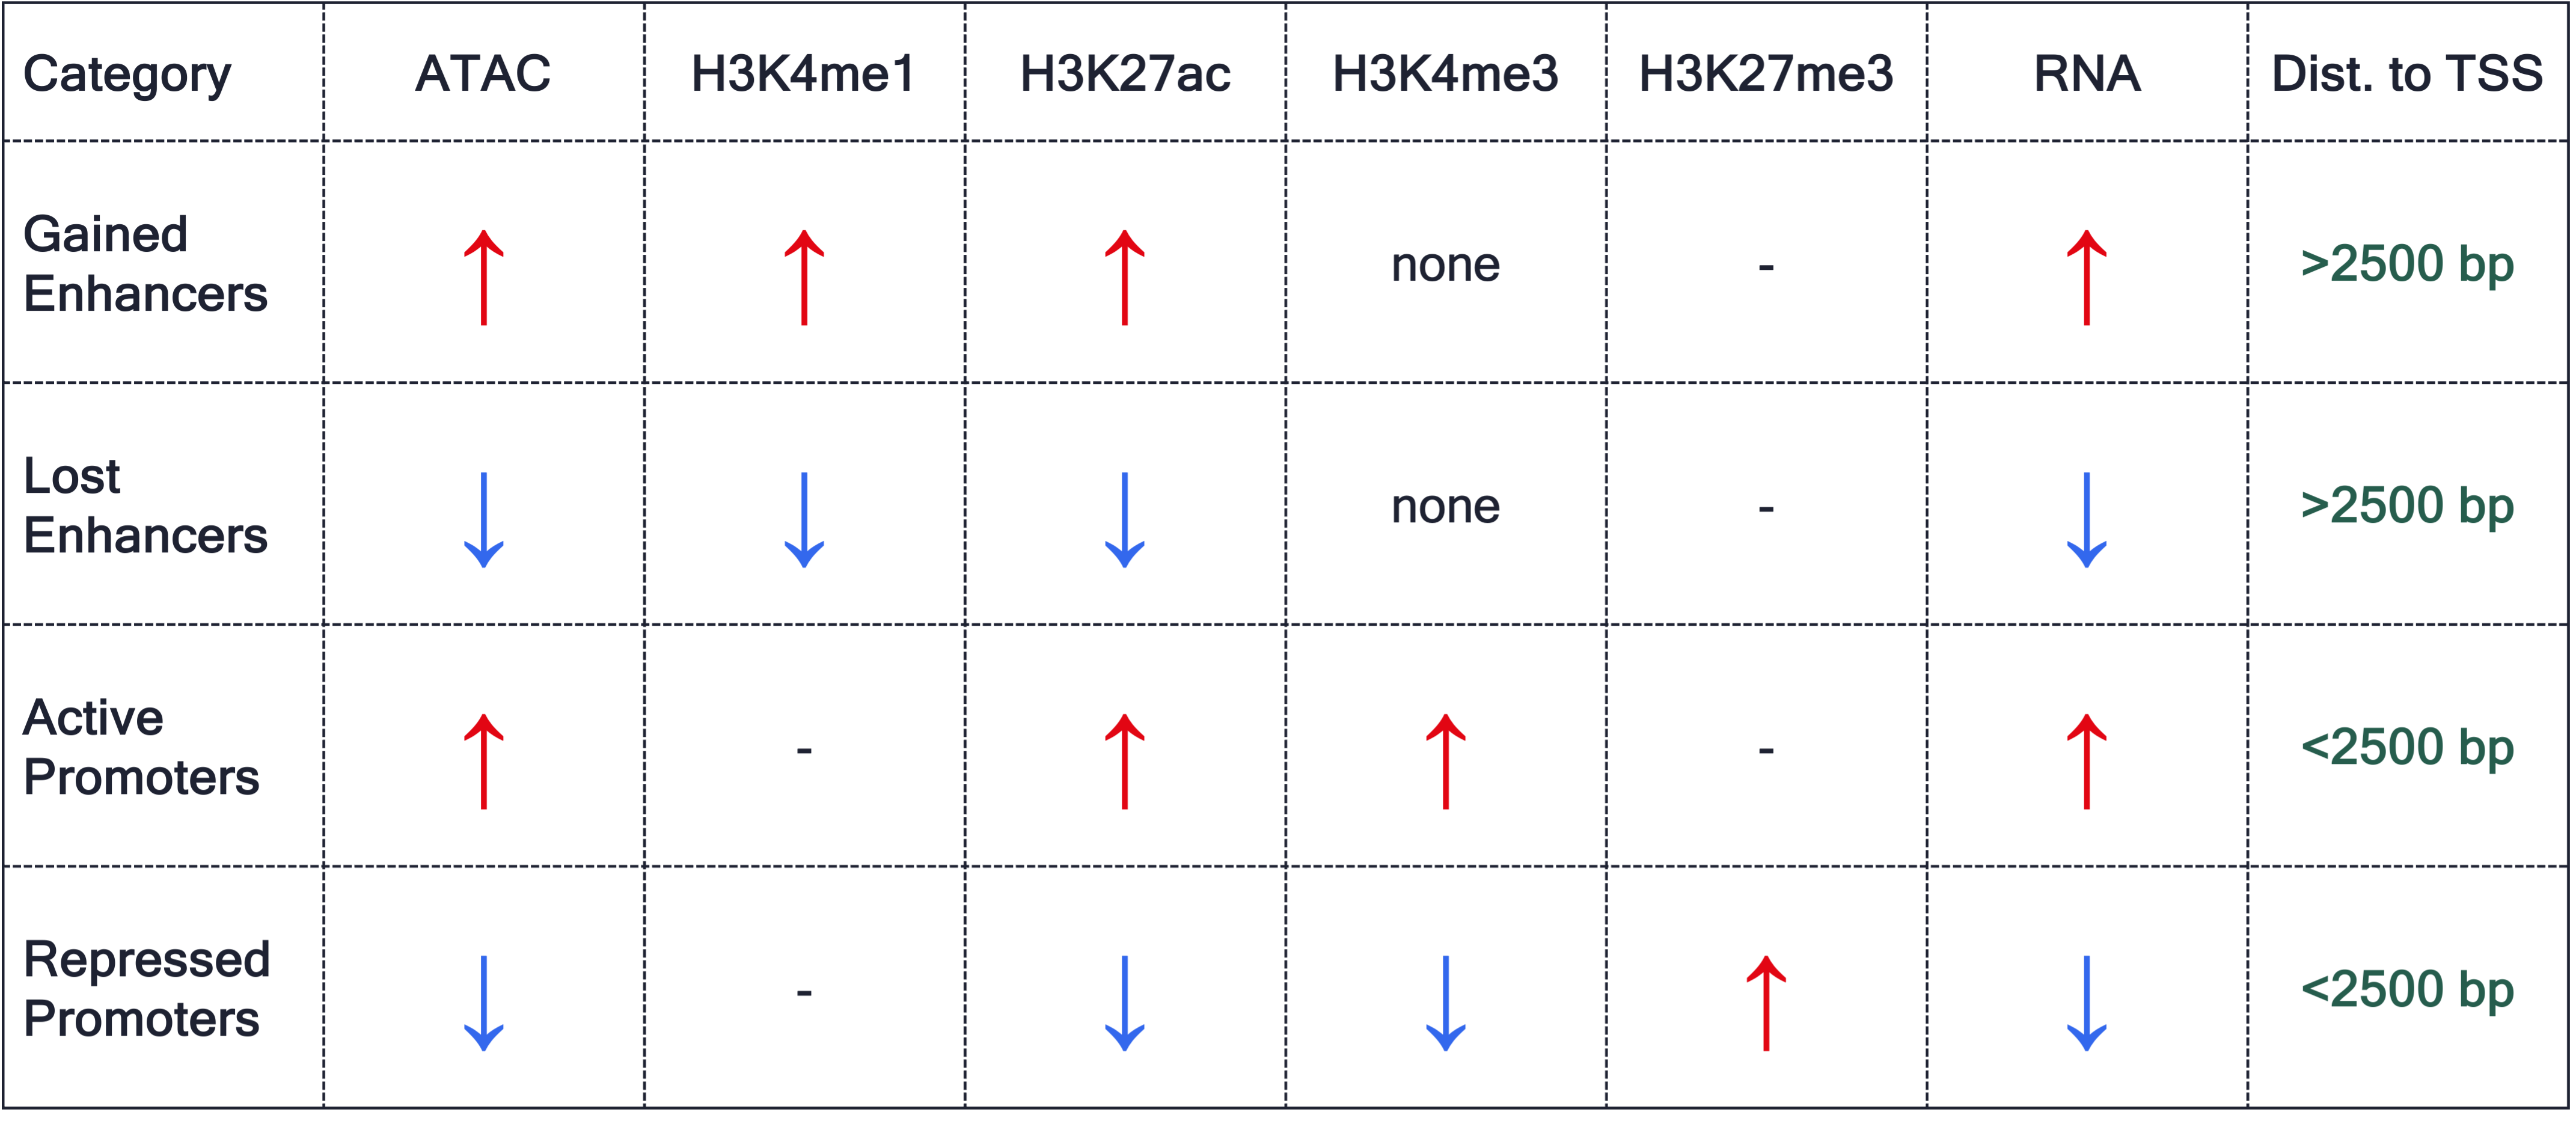 Category ATAC H3K4me1 H3K27ac H3K4me3 H3K27me3 RNA Dist. to TSS
Gained
Enhancers ↑ ↑ ↑ none - ↑ >2500 bp
Lost
Enhancers ↓ ↓ ↓ none - ↓ >2500 bp
Active
Promoters ↑ - ↑ ↑ - ↑ <2500 bp
Repressed
Promoters ↓ - ↓ ↓ ↑ ↓ <2500 bp